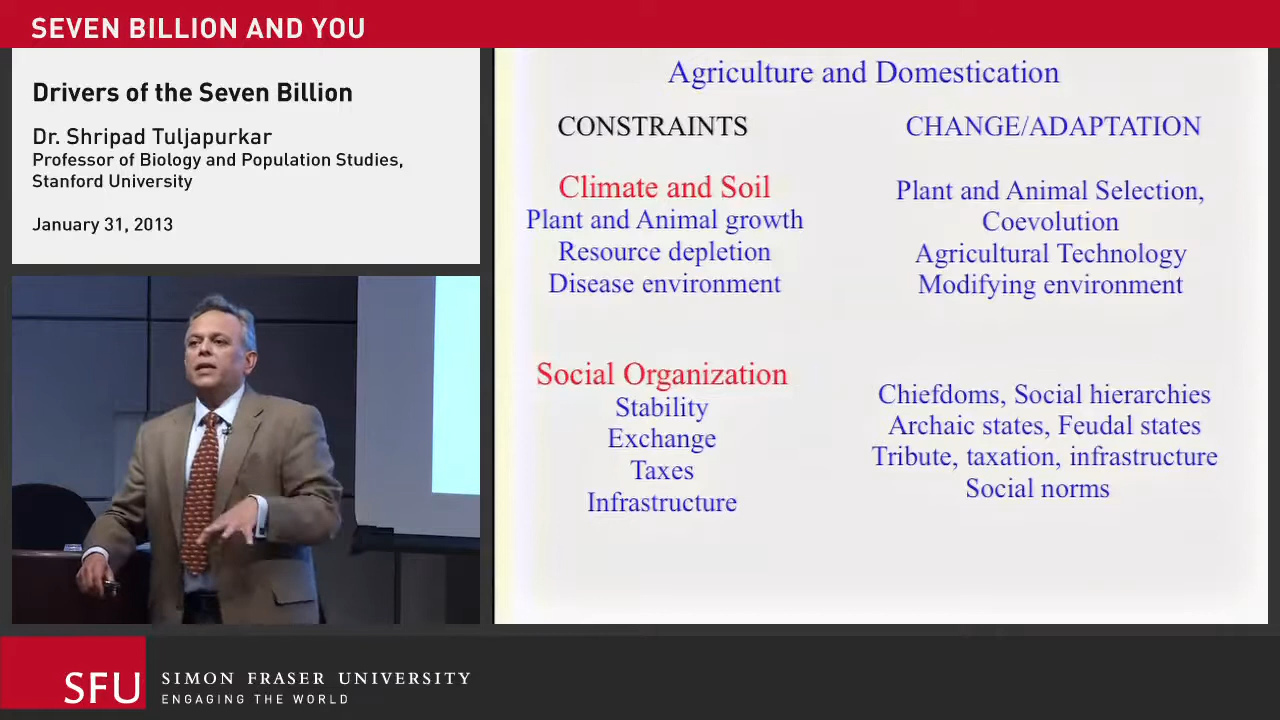 SEVEN BILLION AND YOU
Drivers of the Seven Billion
Dr. Shripad Tuljapurkar
Professor of Biology and Population Studies,
Stanford University
January 31, 2013
Agriculture and Domestication
CONSTRAINTS
Climate and Soil
Plant and Animal growth
Resource depletion
Disease environment
Social Organization
Stability
Exchange
Taxes
Infrastructure
CHANGE/ADAPTATION
Plant and Animal Selection,
Coevolution
Agricultural Technology
Modifying environment
Chiefdoms, Social hierarchies
Archaic states, Feudal states
Tribute, taxation, infrastructure
Social norms
SFU
SIMON FRASER UNIVERSITY
ENGAGING THE WORLD